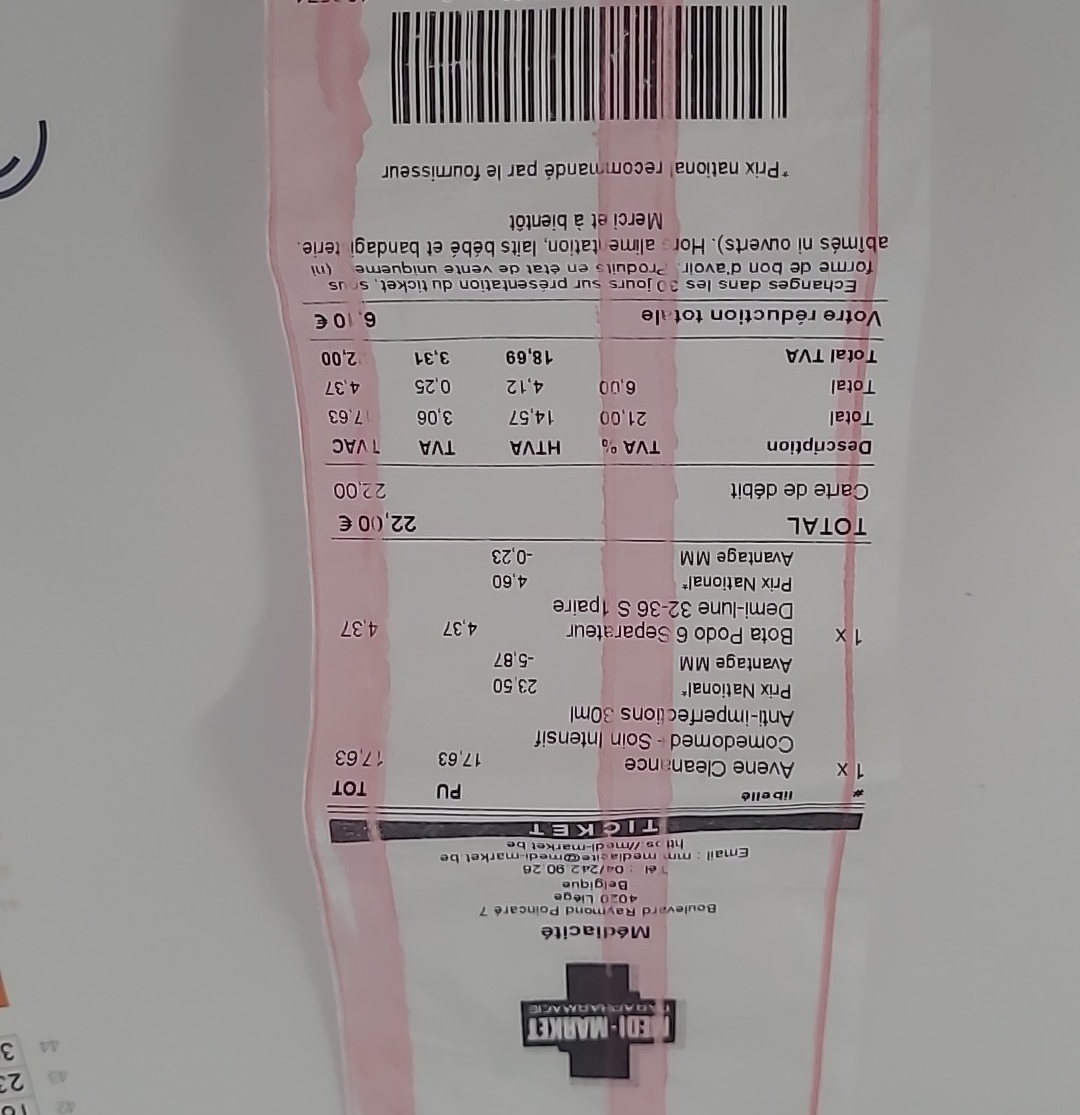 MEDI-MARKET
PARAPHARMACIE
Médiacité
Boulevard Raymond Poincaré 7
4020 Liège
Belgique
Tél : 04/242 90 26
Email : mm mediacite@medi-market be
https://medi-market be
TICKET
# libellé PU TOT
1 x Avene Cleanance 17,63 17,63
Comedomed - Soin Intensif
Anti-imperfections 30ml
Prix National* 23,50
Avantage MM -5,87
1 x Bota Podo 6 Separateur 4,37 4,37
Demi-lune 32-36 S 1paire
Prix National* 4,60
Avantage MM -0,23
TOTAL 22,00 €
Carte de débit 22,00
Description TVA % HTVA TVA TVAC
Total 21,00 14,57 3,06 17,63
Total 6,00 4,12 0,25 4,37
Total TVA 18,69 3,31 22,00
Votre réduction totale 6,10 €
Echanges dans les 30 jours sur présentation du ticket, sous
forme de bon d'avoir. Produits en état de vente uniquement (ni
abîmés ni ouverts). Hors alimentation, laits bébé et bandagisterie.
Merci et à bientôt
*Prix national recommandé par le fournisseur
42
43 23
44